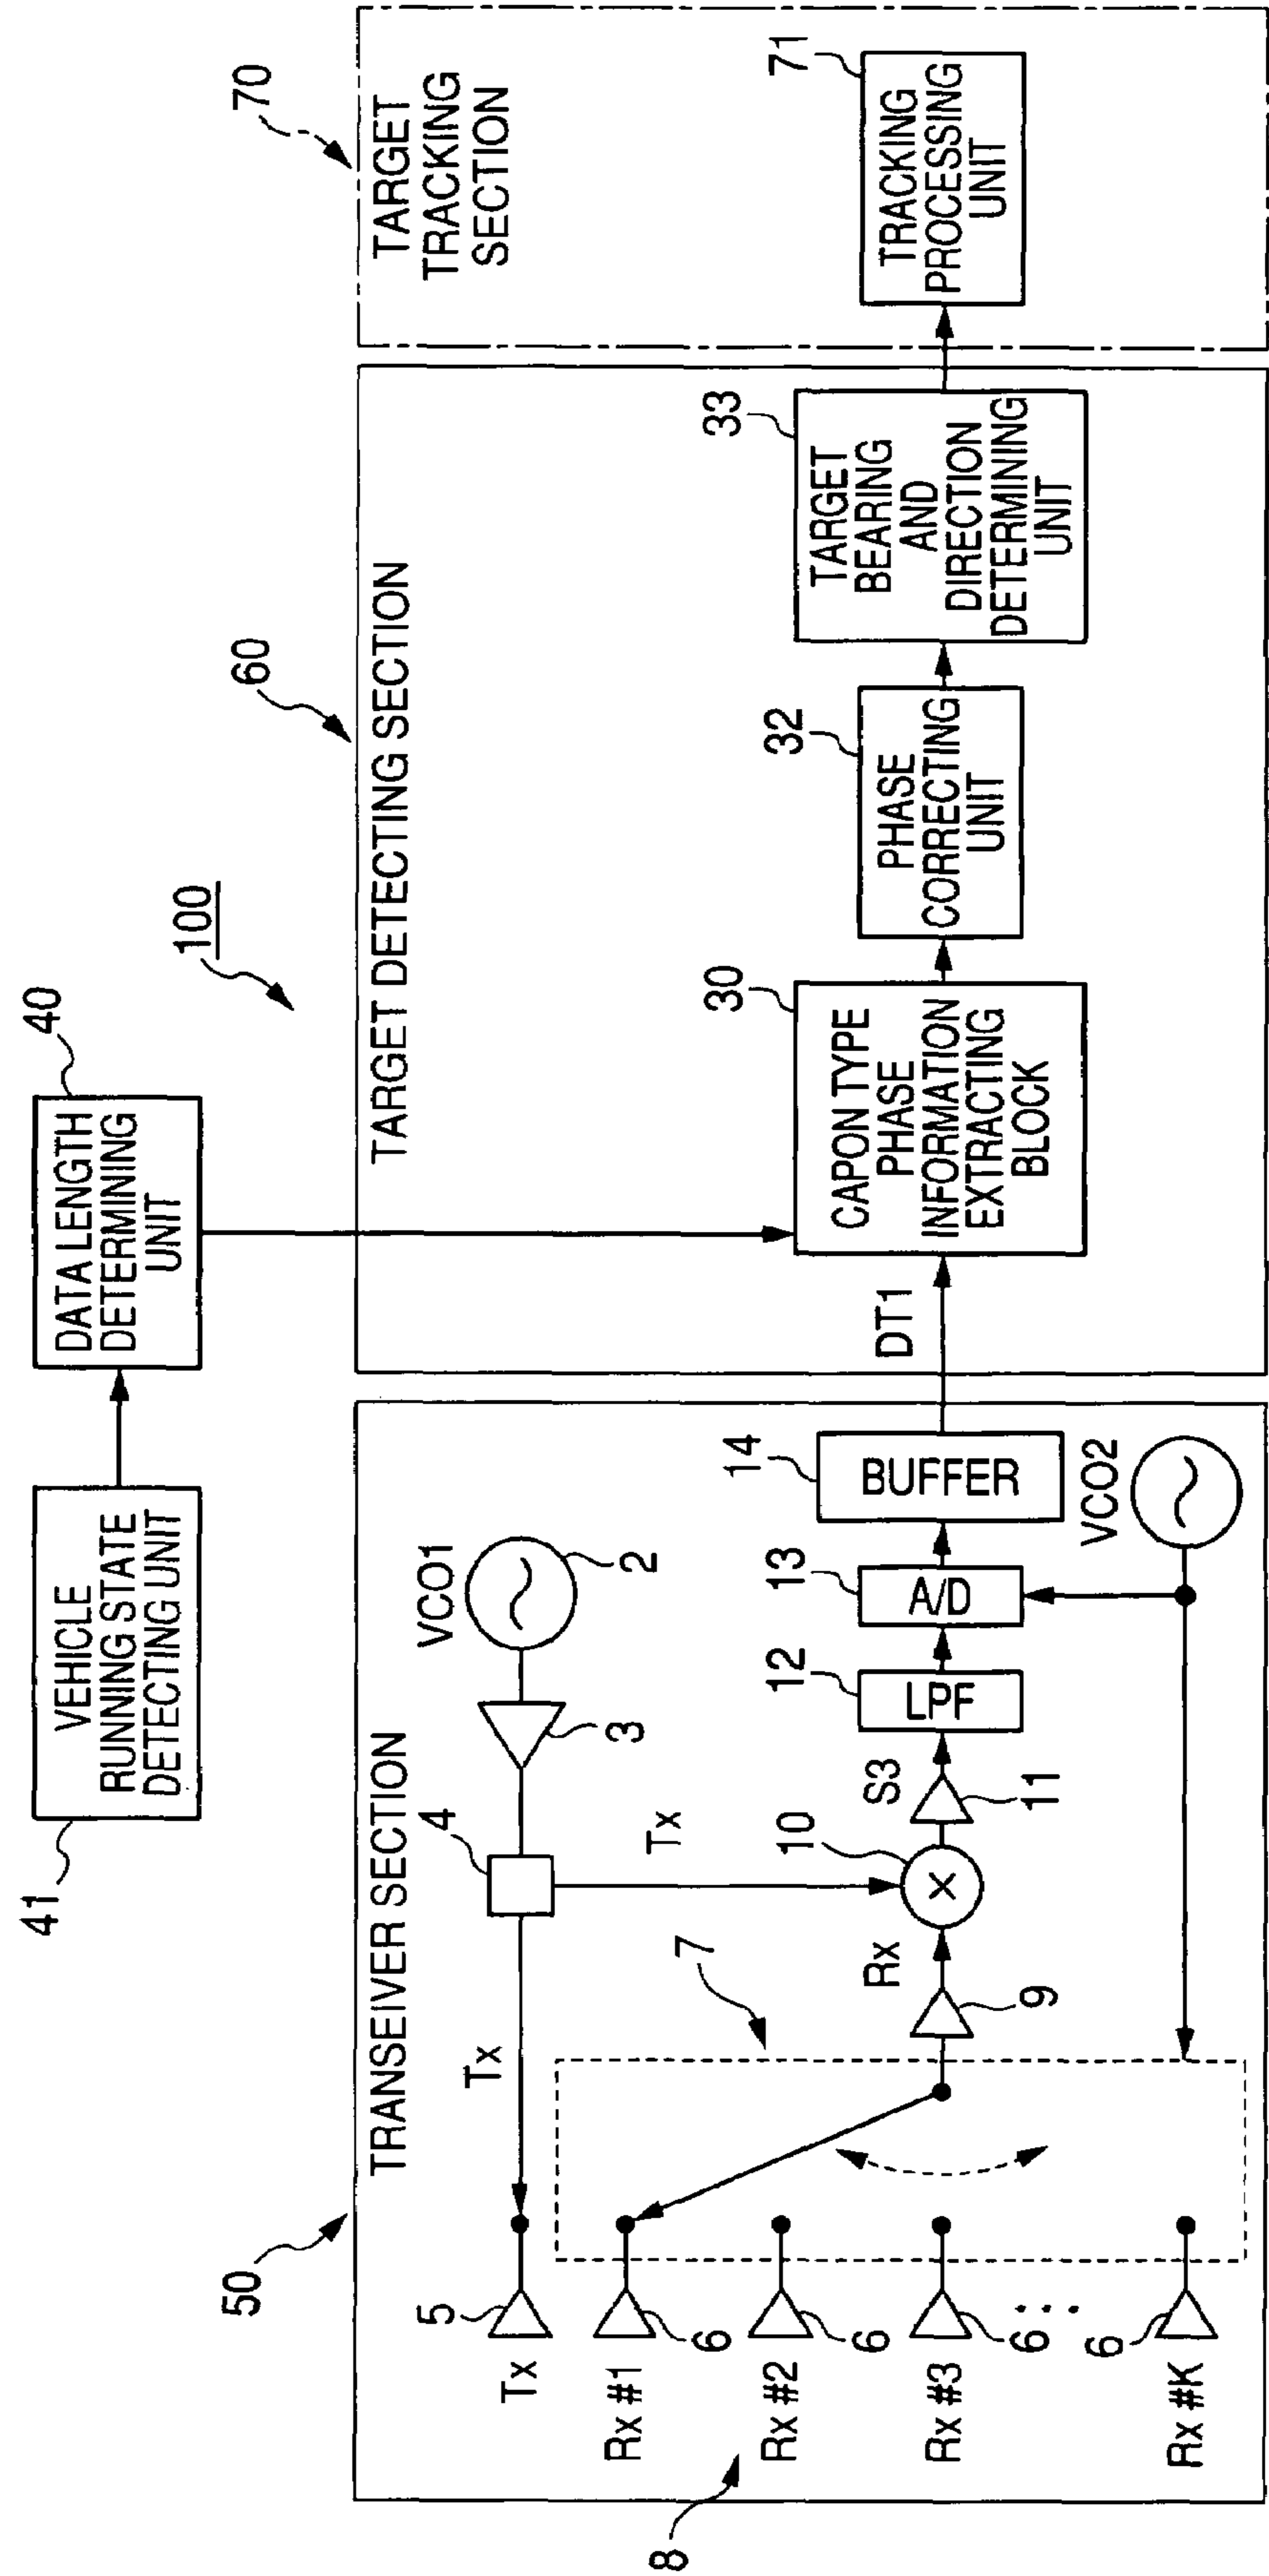 41
VEHICLE
RUNNING STATE
DETECTING UNIT
40
DATA LENGTH
DETERMINING
UNIT
100
50
TRANSEIVER SECTION
60
TARGET DETECTING SECTION
70
TARGET
TRACKING
SECTION
VCO1
2
3
4
Tx
Tx
5
Tx
7
Rx #1
6
Rx #2
6
Rx #3
6
Rx #K
6
8
Rx
9
10
S3
11
12
LPF
13
A/D
14
BUFFER
VCO2
DT1
30
CAPON TYPE
PHASE
INFORMATION
EXTRACTING
BLOCK
32
PHASE
CORRECTING
UNIT
33
TARGET
BEARING
AND
DIRECTION
DETERMINING
UNIT
71
TRACKING
PROCESSING
UNIT